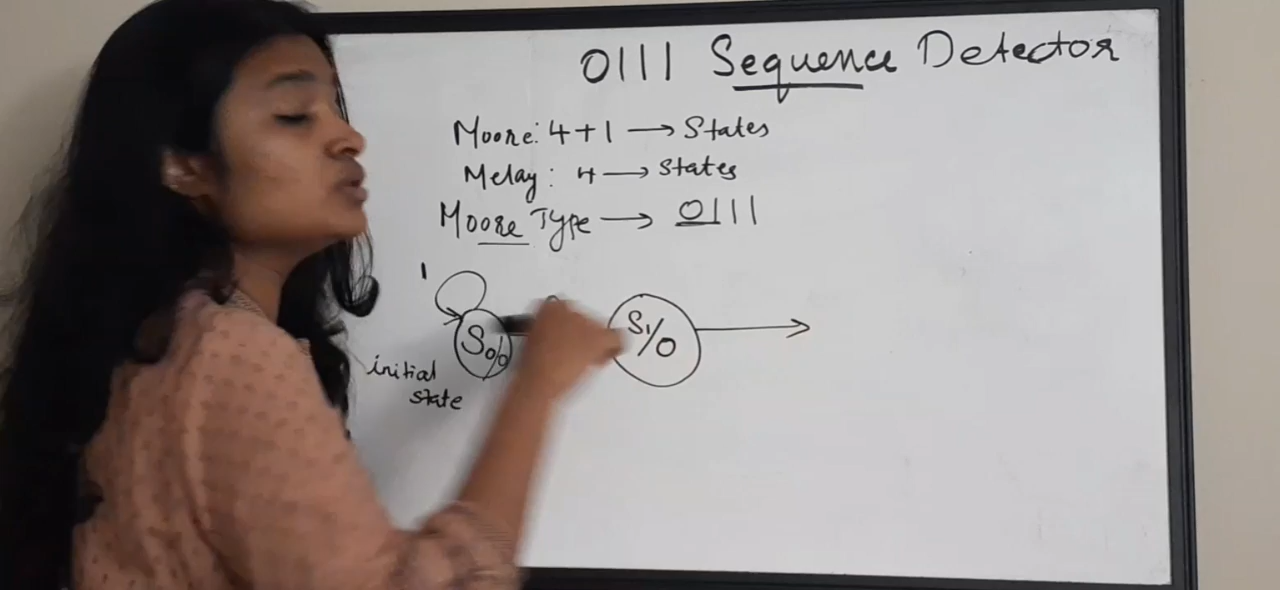 0111 Sequence Detector
Moore: 4+1 → States
Melay: 4 → States
Moore Type → 0111
1
S0/0
S1/0
initial
state